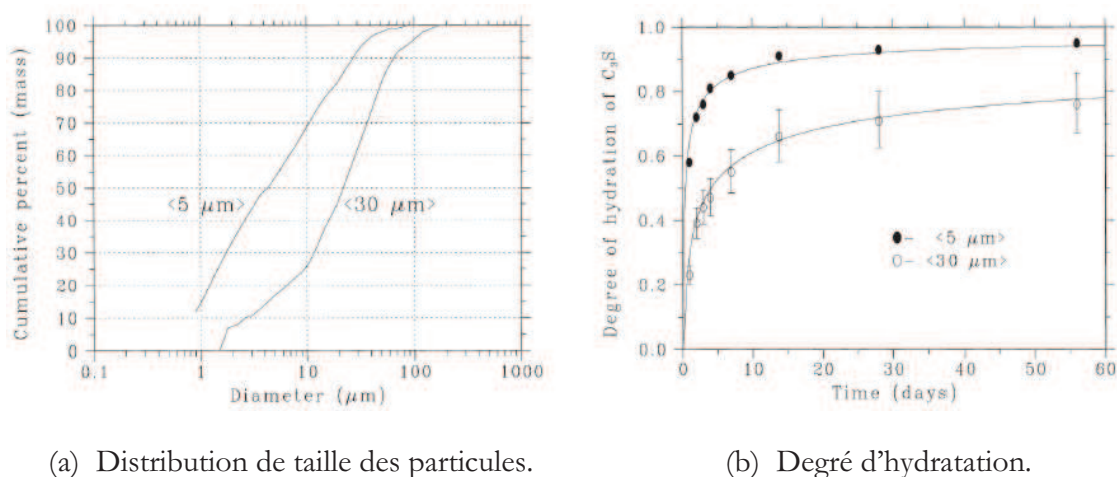 Cumulative percent (mass)
100
90
80
70
60
50
40
30
20
10
0
<5 μm>
<30 μm>
0.1
1
10
100
1000
Diameter (μm)
(a) Distribution de taille des particules.
Degree of hydration of C₃S
1.0
0.8
0.6
0.4
0.2
0.0
●– <5 μm>
○– <30 μm>
0
10
20
30
40
50
60
Time (days)
(b) Degré d’hydratation.